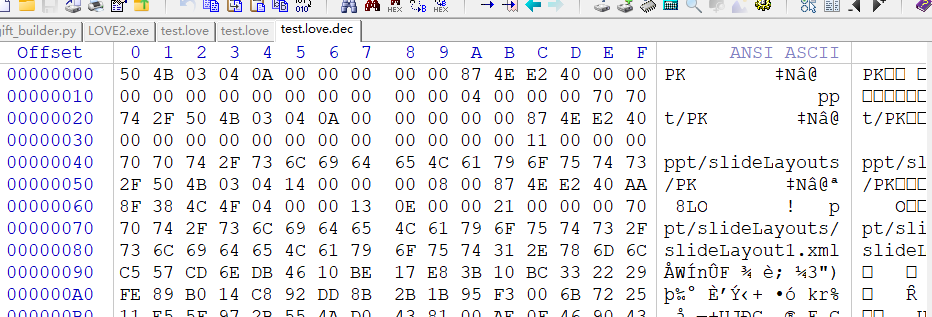 gift_builder.py LOVE2.exe test.love test.love test.love.dec
Offset 0 1 2 3 4 5 6 7 8 9 A B C D E F ANSI ASCII
00000000 50 4B 03 04 0A 00 00 00 00 00 87 4E E2 40 00 00 PK ‡Nâ@ PK
00000010 00 00 00 00 00 00 00 00 00 00 04 00 00 00 70 70 pp
00000020 74 2F 50 4B 03 04 0A 00 00 00 00 00 87 4E E2 40 t/PK ‡Nâ@ t/PK
00000030 00 00 00 00 00 00 00 00 00 00 00 00 11 00 00 00
00000040 70 70 74 2F 73 6C 69 64 65 4C 61 79 6F 75 74 73 ppt/slideLayouts ppt/sl
00000050 2F 50 4B 03 04 14 00 00 00 08 00 87 4E E2 40 AA /PK ‡Nâ@ª /PK
00000060 8F 38 4C 4F 04 00 00 13 0E 00 00 21 00 00 00 70 8LO ! p O
00000070 70 74 2F 73 6C 69 64 65 4C 61 79 6F 75 74 73 2F pt/slideLayouts/ pt/sli
00000080 73 6C 69 64 65 4C 61 79 6F 75 74 31 2E 78 6D 6C slideLayout1.xml slideL
00000090 C5 57 CD 6E DB 46 10 BE 17 E8 3B 10 BC 33 22 29 ÅWÍnÛF ¾ è; ¼3")
000000A0 FE 89 B0 14 C8 92 DD 8B 2B 1B 95 F3 00 6B 72 25 þ‰° È’Ý‹+ •ó kr%